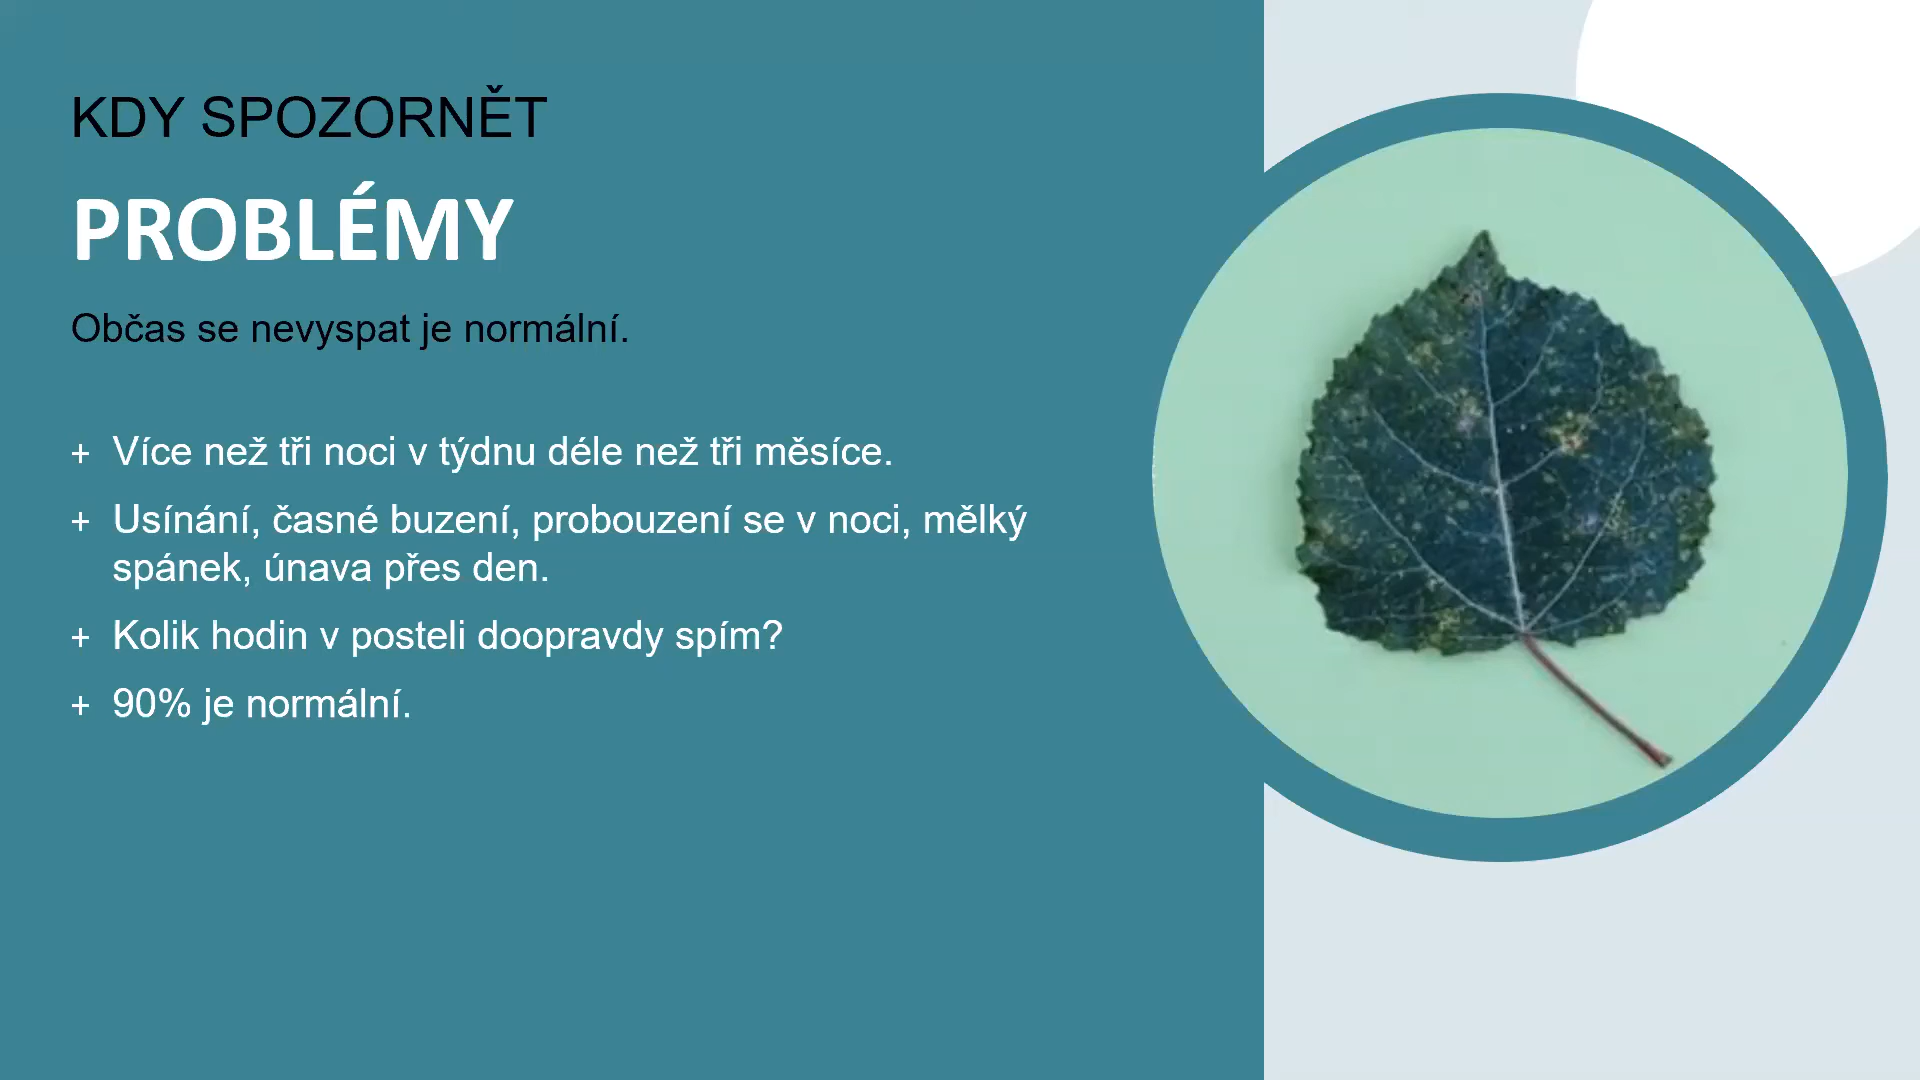 KDY SPOZORNĚT
PROBLÉMY
Občas se nevyspat je normální.
+ Více než tři noci v týdnu déle než tři měsíce.
+ Usínání, časné buzení, probouzení se v noci, mělký
spánek, únava přes den.
+ Kolik hodin v posteli doopravdy spím?
+ 90% je normální.